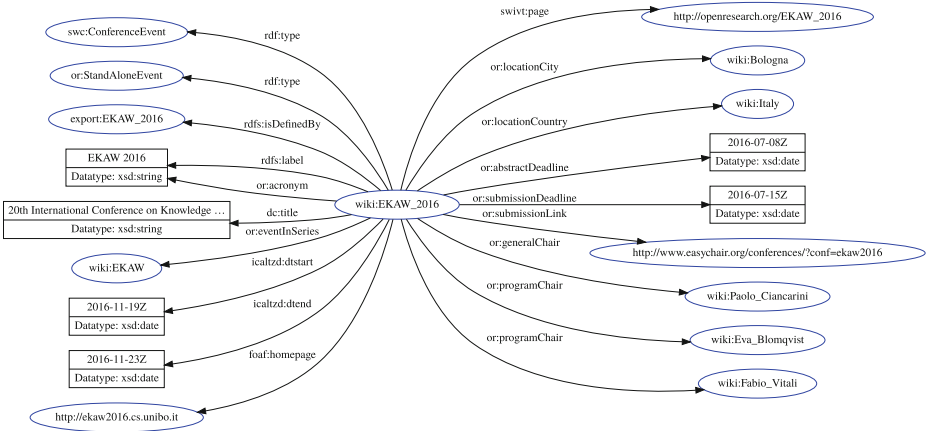 swc:ConferenceEvent
or:StandAloneEvent
export:EKAW_2016
EKAW 2016
Datatype: xsd:string
20th International Conference on Knowledge …
Datatype: xsd:string
wiki:EKAW
2016-11-19Z
Datatype: xsd:date
2016-11-23Z
Datatype: xsd:date
http://ekaw2016.cs.unibo.it
rdf:type
rdf:type
rdfs:isDefinedBy
rdfs:label
or:acronym
dc:title
or:eventInSeries
icaltzd:dtstart
icaltzd:dtend
foaf:homepage
wiki:EKAW_2016
swivt:page
or:locationCity
or:locationCountry
or:abstractDeadline
or:submissionDeadline
or:submissionLink
or:generalChair
or:programChair
or:programChair
http://openresearch.org/EKAW_2016
wiki:Bologna
wiki:Italy
2016-07-08Z
Datatype: xsd:date
2016-07-15Z
Datatype: xsd:date
http://www.easychair.org/conferences/?conf=ekaw2016
wiki:Paolo_Ciancarini
wiki:Eva_Blomqvist
wiki:Fabio_Vitali